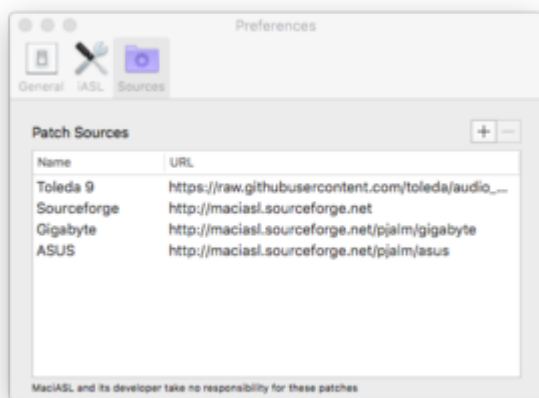 Preferences
General iASL Sources
Patch Sources
Name URL
Toleda 9 https://raw.githubusercontent.com/toleda/audio_...
Sourceforge http://maciasl.sourceforge.net
Gigabyte http://maciasl.sourceforge.net/pjalm/gigabyte
ASUS http://maciasl.sourceforge.net/pjalm/asus
MaciASL and its developer take no responsibility for these patches